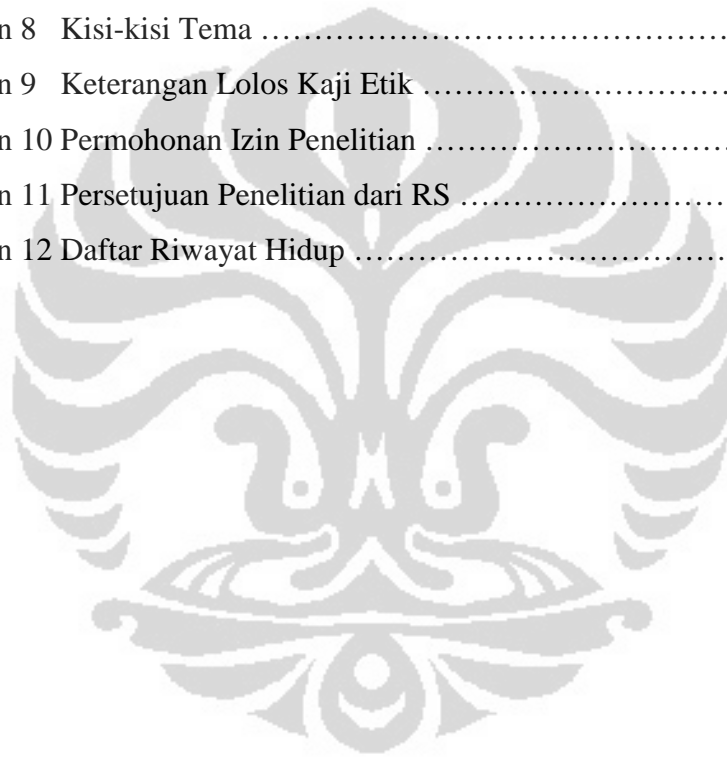 n 8 Kisi-kisi Tema ……………………………………
n 9 Keterangan Lolos Kaji Etik …………………………
n 10 Permohonan Izin Penelitian …………………………
n 11 Persetujuan Penelitian dari RS ………………………
n 12 Daftar Riwayat Hidup …………………………………